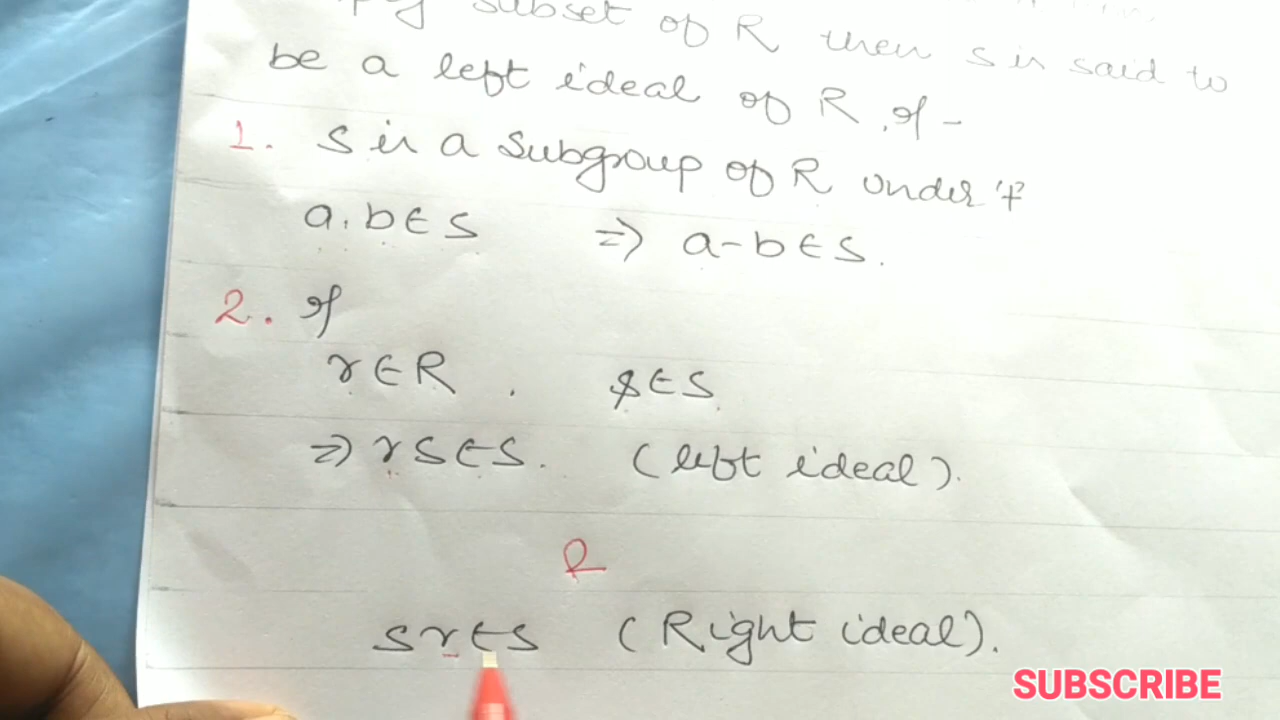 subset of R then S is said to
be a left ideal of R, if -
1. S is a Subgroup of R under '+
a, b ∈ S ⇒ a-b ∈ S.
2. if
r ∈ R . s ∈ S
⇒ rs ∈ S. (left ideal).
R
sr ∈ S (Right ideal).
SUBSCRIBE